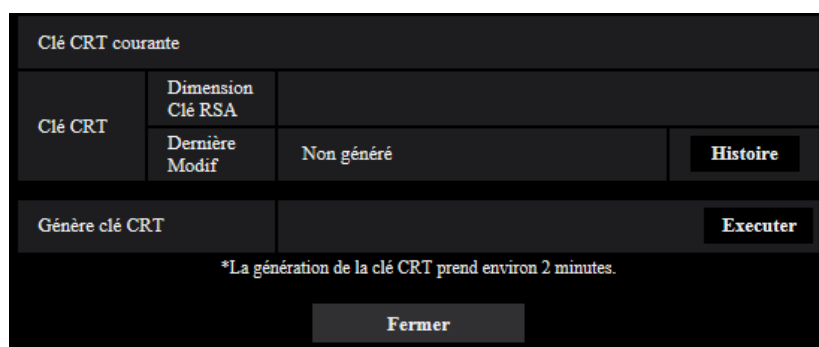 Clé CRT courante
Clé CRT
Dimension
Clé RSA
Dernière
Modif
Non généré
Histoire
Génère clé CRT
Executer
*La génération de la clé CRT prend environ 2 minutes.
Fermer